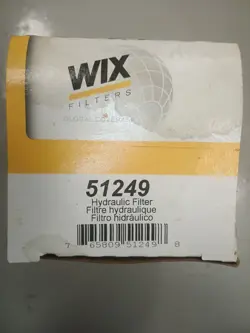 WIX
FILTERS
51249
Hydraulic Filter
Filtre hydraulique
Filtro hidráulico
7 65809 51249 8